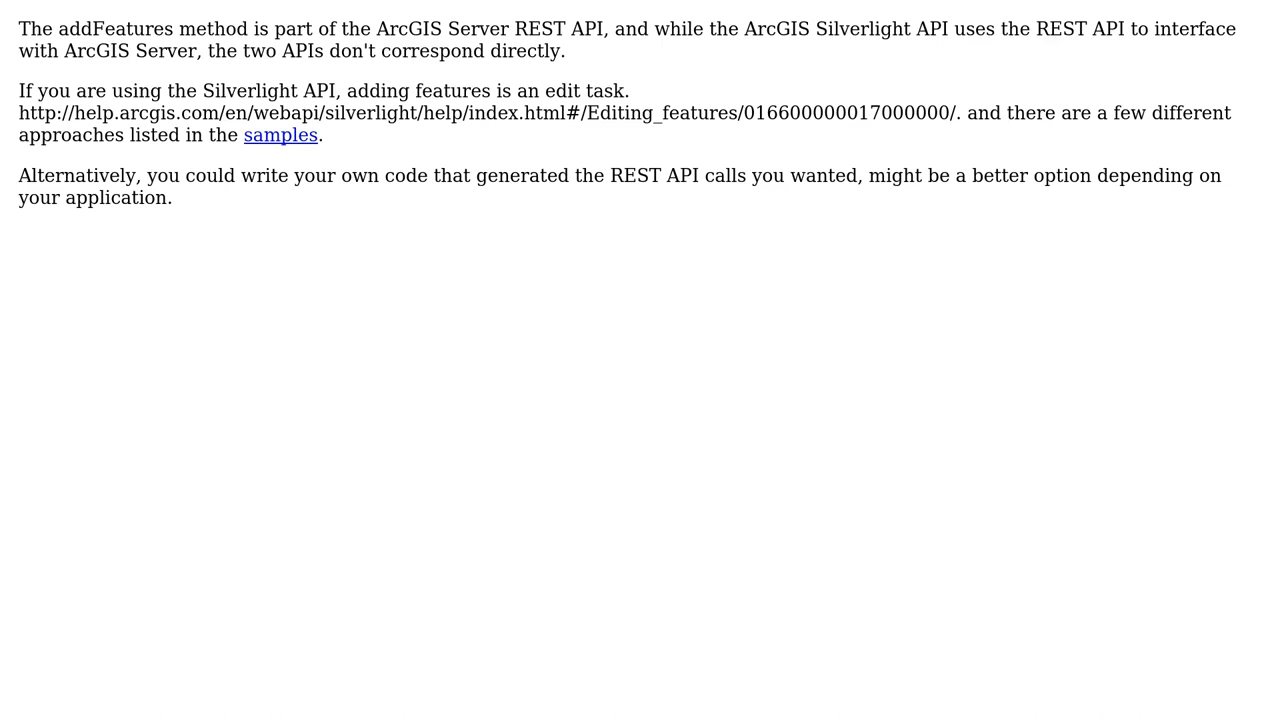 The addFeatures method is part of the ArcGIS Server REST API, and while the ArcGIS Silverlight API uses the REST API to interface
with ArcGIS Server, the two APIs don't correspond directly.
If you are using the Silverlight API, adding features is an edit task.
http://help.arcgis.com/en/webapi/silverlight/help/index.html#/Editing_features/016600000017000000/. and there are a few different
approaches listed in the samples.
Alternatively, you could write your own code that generated the REST API calls you wanted, might be a better option depending on
your application.